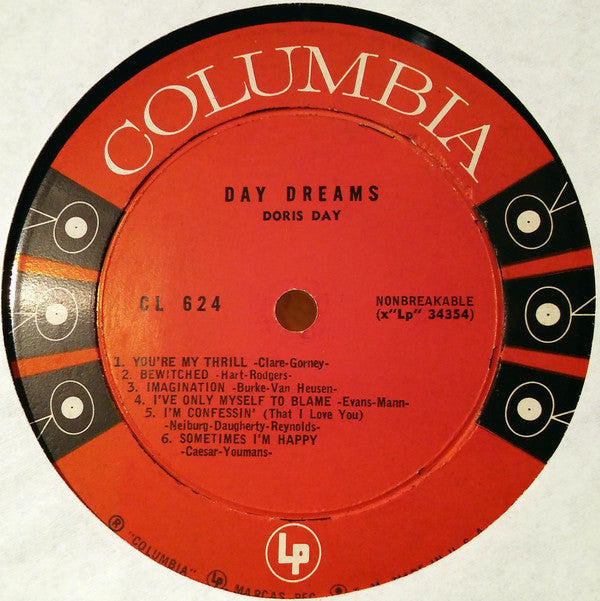 COLUMBIA
DAY DREAMS
DORIS DAY
CL 624
NONBREAKABLE
(x"Lp" 34354)
1. YOU'RE MY THRILL -Clare-Gorney-
2. BEWITCHED -Hart-Rodgers-
3. IMAGINATION -Burke-Van Heusen-
4. I'VE ONLY MYSELF TO BLAME -Evans-Mann-
5. I'M CONFESSIN' (That I Love You)
-Neiburg-Daugherty-Reynolds-
6. SOMETIMES I'M HAPPY
-Caesar-Youmans-
Lp
® "COLUMBIA" Lp MARCAS REG.